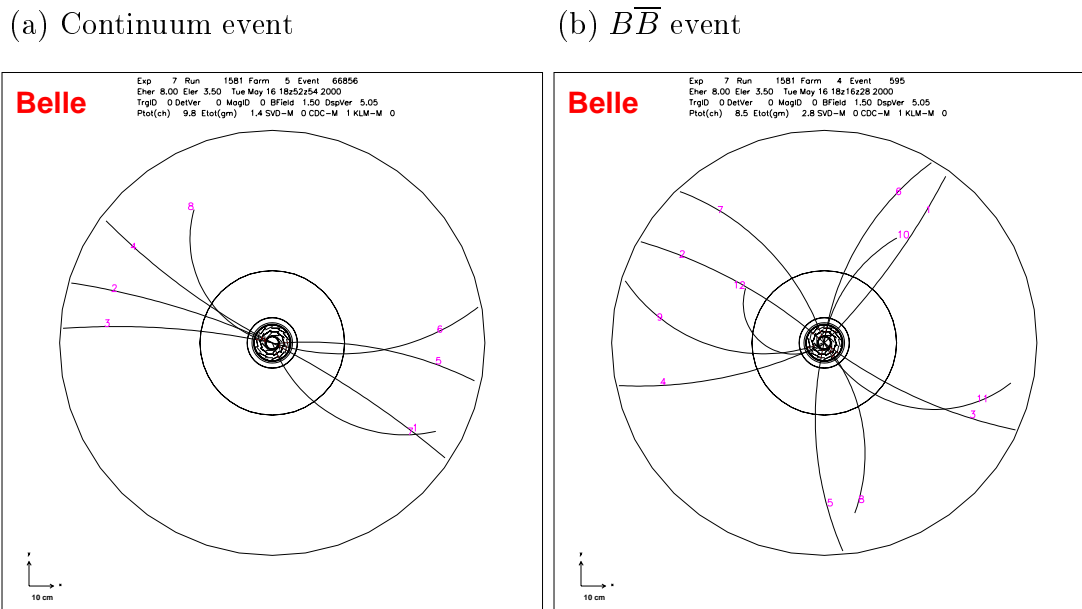 (a) Continuum event
(b) B\overline{B} event
Belle
Exp 7 Run 1581 Farm 5 Event 66856
Eher 8.00 Eler 3.50 Tue May 16 18z52z54 2000
TrgID 0 DetVer 0 MagID 0 BField 1.50 DspVer 5.05
Ptot(ch) 9.8 Etot(gm) 1.4 SVD-M 0 CDC-M 1 KLM-M 0
8
4
2
3
6
5
1
y
x
10 cm
Belle
Exp 7 Run 1581 Farm 4 Event 595
Eher 8.00 Eler 3.50 Tue May 16 18z16z28 2000
TrgID 0 DetVer 0 MagID 0 BField 1.50 DspVer 5.05
Ptot(ch) 8.5 Etot(gm) 2.8 SVD-M 0 CDC-M 1 KLM-M 0
6
7
1
10
2
12
9
4
11
3
5
8
y
x
10 cm